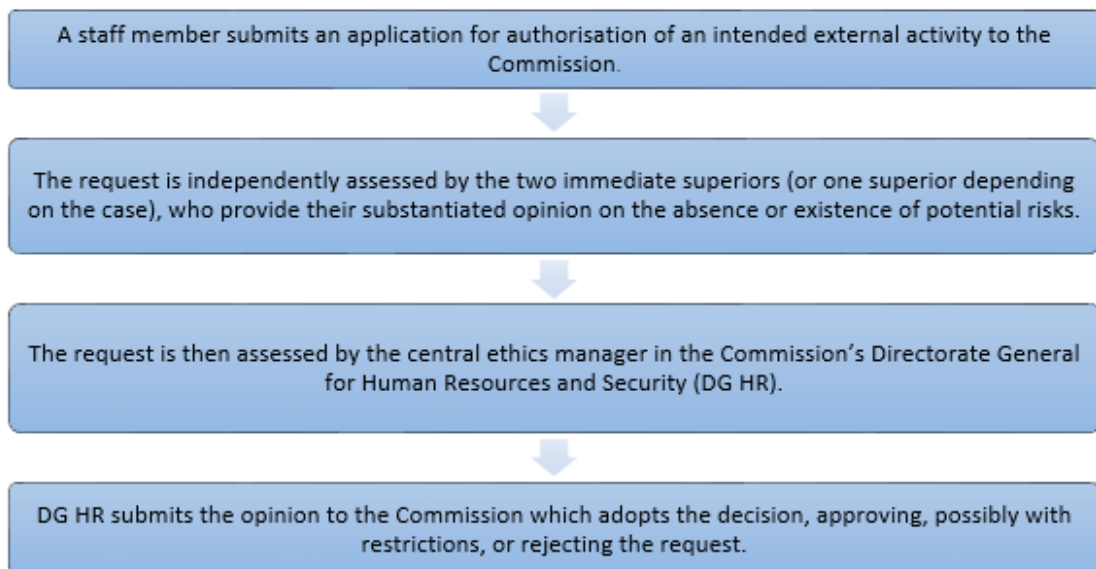 A staff member submits an application for authorisation of an intended external activity to the
Commission.
The request is independently assessed by the two immediate superiors (or one superior depending
on the case), who provide their substantiated opinion on the absence or existence of potential risks.
The request is then assessed by the central ethics manager in the Commission’s Directorate General
for Human Resources and Security (DG HR).
DG HR submits the opinion to the Commission which adopts the decision, approving, possibly with
restrictions, or rejecting the request.